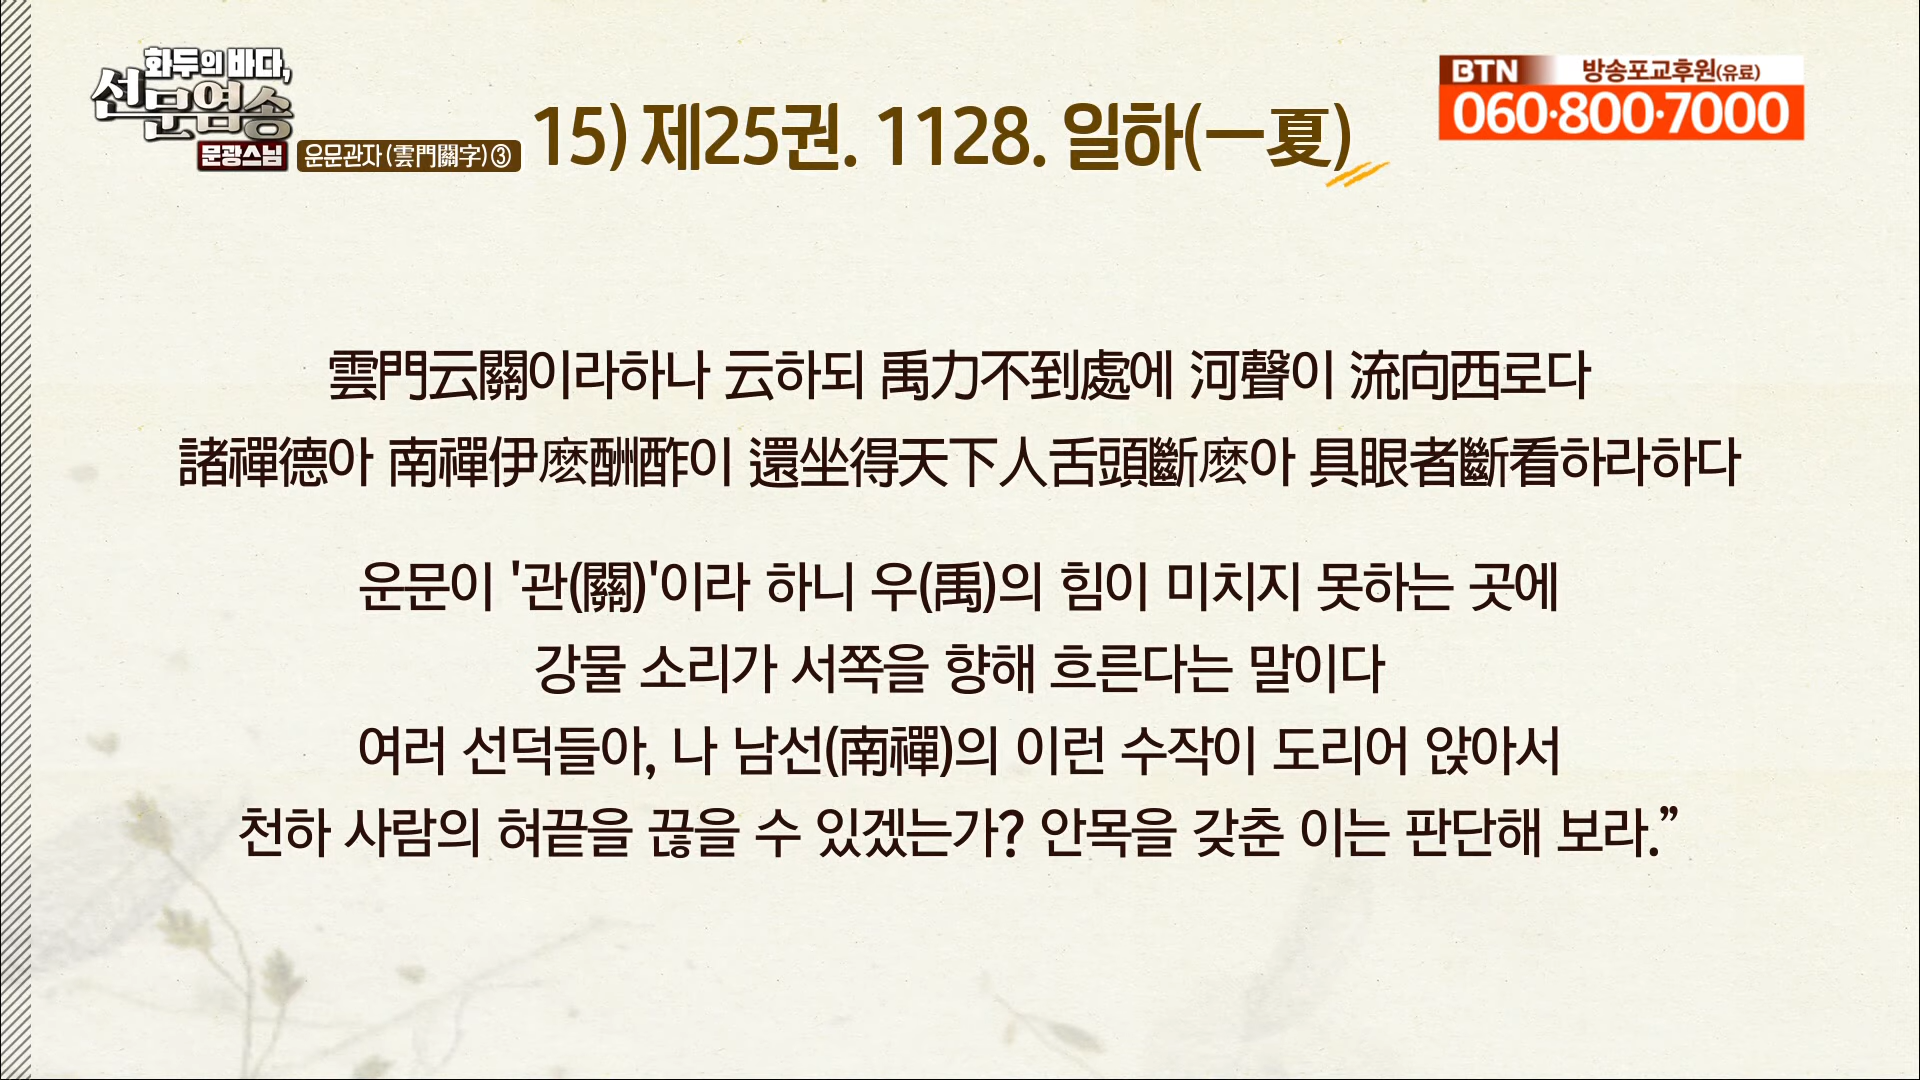 화두의 바다,
선문염송
문광스님
운문관자(雲門關字)③
15) 제25권. 1128. 일하(一夏)
BTN 방송포교후원(유료)
060·800·7000
雲門云關이라하나 云하되 禹力不到處에 河聲이 流向西로다
諸禪德아 南禪伊麽酬酢이 還坐得天下人舌頭斷麽아 具眼者斷看하라하다
운문이 '관(關)'이라 하니 우(禹)의 힘이 미치지 못하는 곳에
강물 소리가 서쪽을 향해 흐른다는 말이다
여러 선덕들아, 나 남선(南禪)의 이런 수작이 도리어 앉아서
천하 사람의 혀끝을 끊을 수 있겠는가? 안목을 갖춘 이는 판단해 보라.”